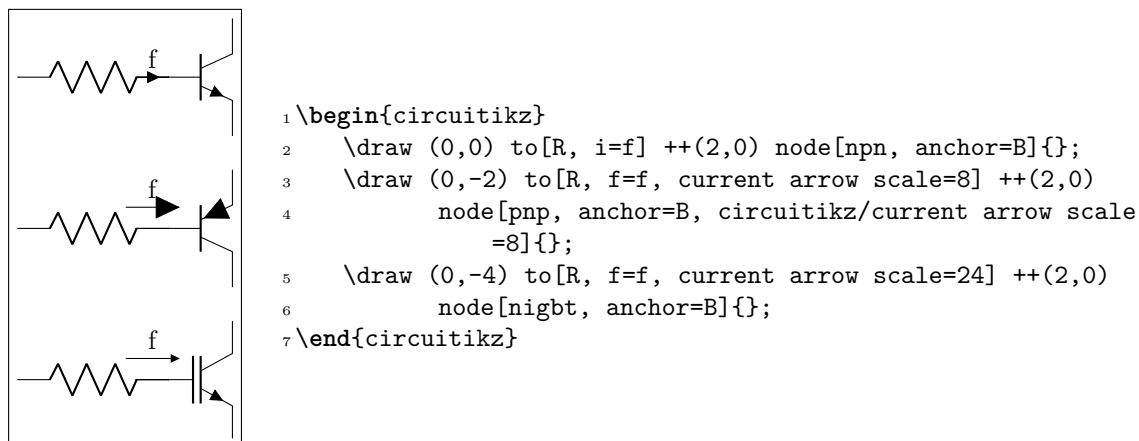 f
f
f
1 \begin{circuitikz}
2     \draw (0,0) to[R, i=f] ++(2,0) node[npn, anchor=B]{};
3     \draw (0,-2) to[R, f=f, current arrow scale=8] ++(2,0)
4           node[pnp, anchor=B, circuitikz/current arrow scale
              =8]{};
5     \draw (0,-4) to[R, f=f, current arrow scale=24] ++(2,0)
6           node[nigbt, anchor=B]{};
7 \end{circuitikz}